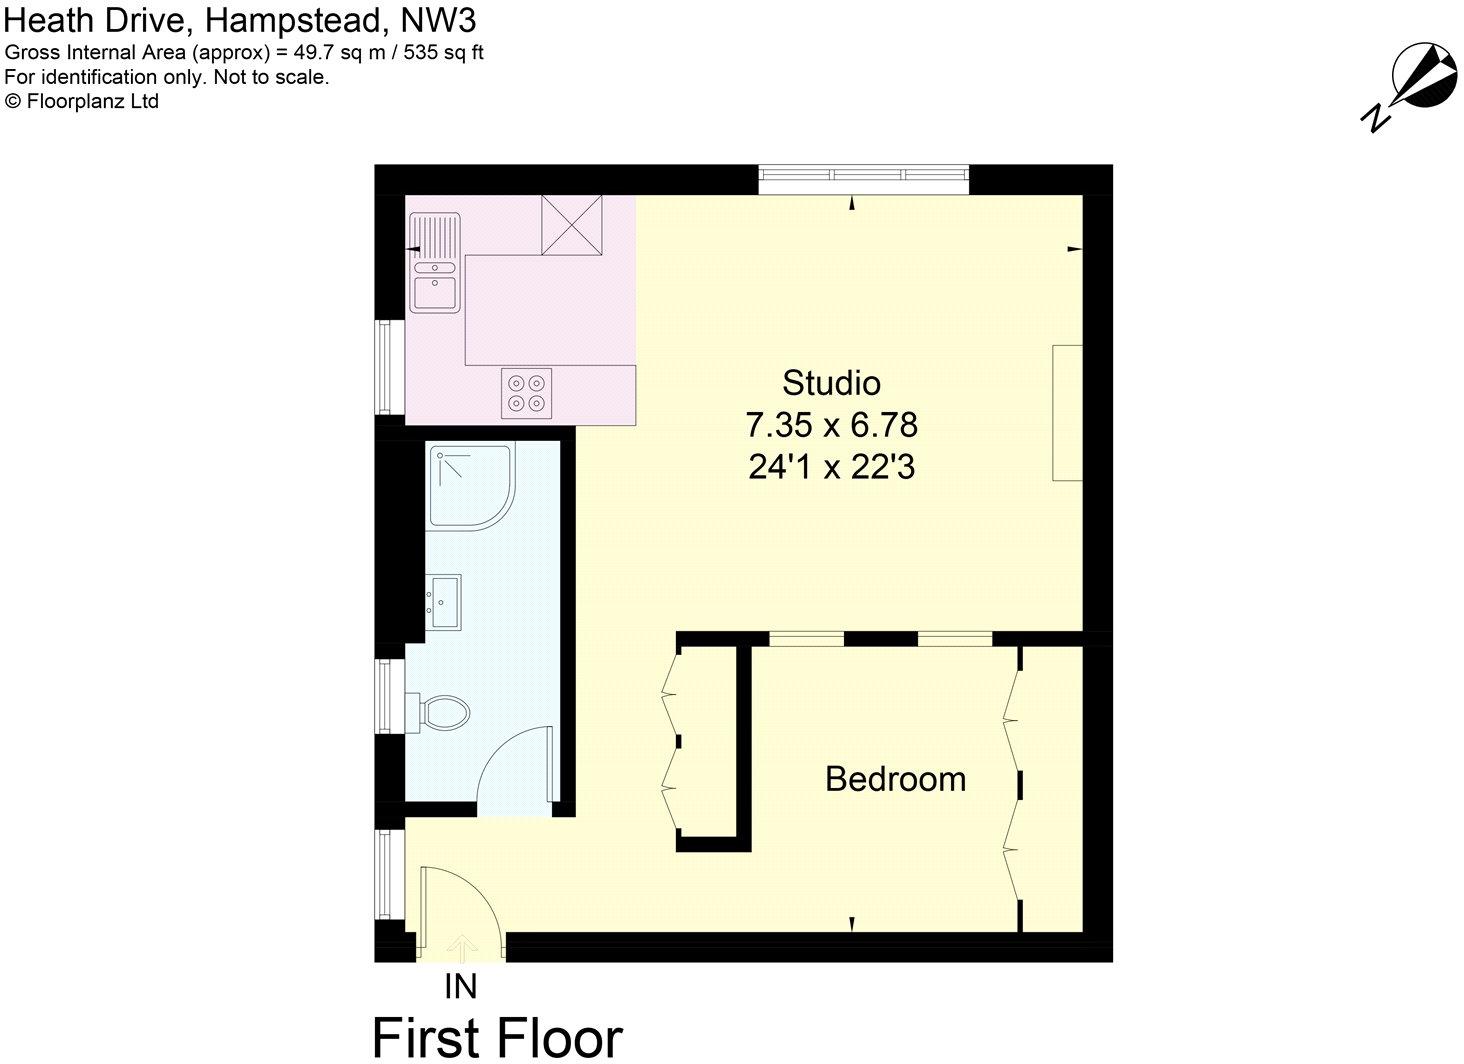 Heath Drive, Hampstead, NW3
Gross Internal Area (approx) = 49.7 sq m / 535 sq ft
For identification only. Not to scale.
© Floorplanz Ltd
N
Studio
7.35 x 6.78
24'1 x 22'3
Bedroom
IN
First Floor